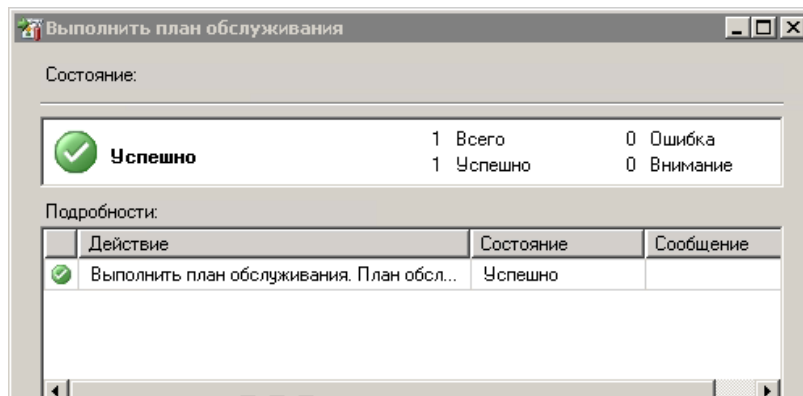 Выполнить план обслуживания
Состояние:
Успешно
1 Всего 0 Ошибка
1 Успешно 0 Внимание
Подробности:
Действие Состояние Сообщение
Выполнить план обслуживания. План обсл... Успешно